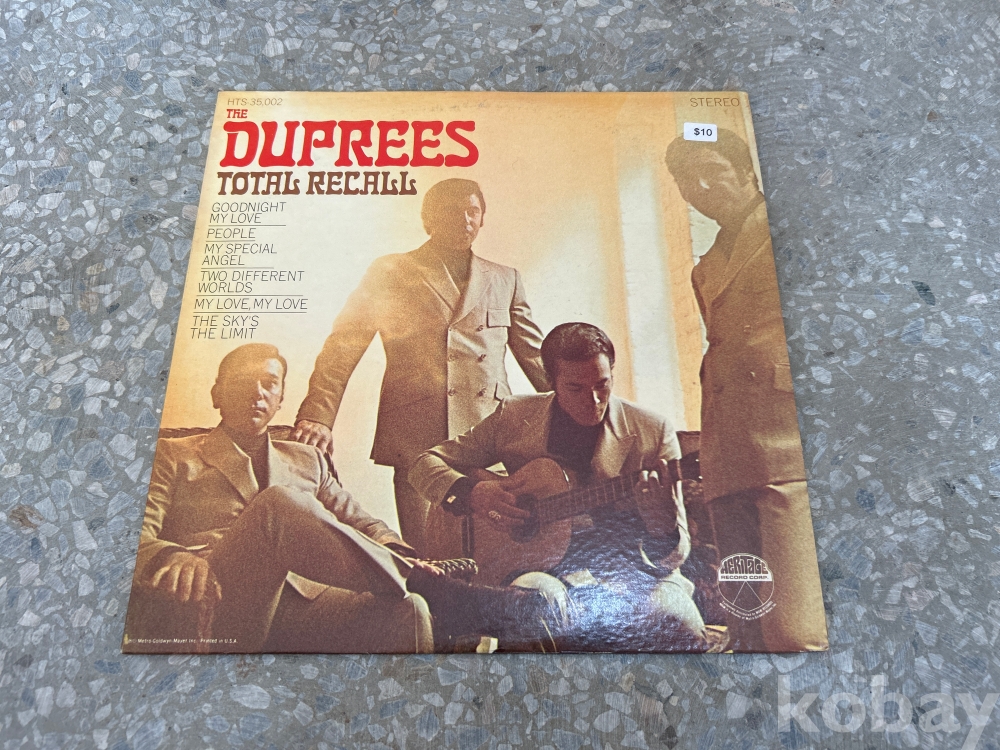 HTS-35,002
STEREO
THE
DUPREES
TOTAL RECALL
$10
GOODNIGHT
MY LOVE
PEOPLE
MY SPECIAL
ANGEL
TWO DIFFERENT
WORLDS
MY LOVE, MY LOVE
THE SKY'S
THE LIMIT
HERITAGE
RECORD CORP.
Metro-Goldwyn-Mayer Inc. Printed in U.S.A.
kobay